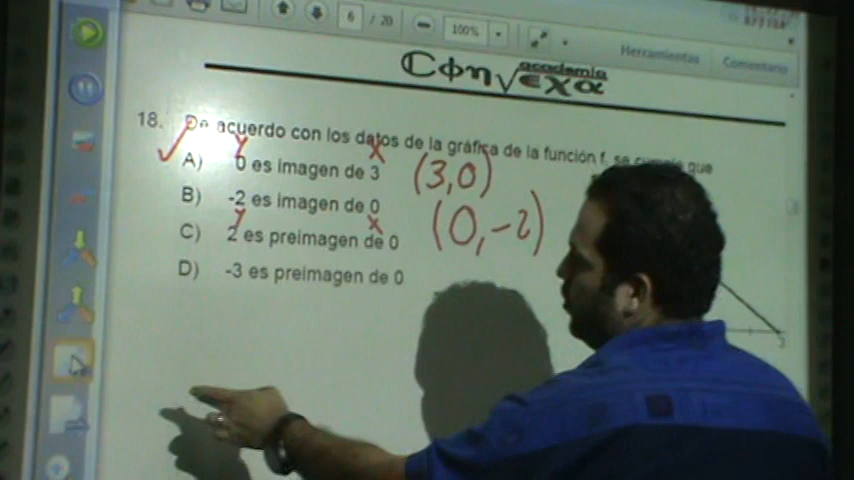 6 / 20
100%
Herramientas
Comentario
academia
18. De acuerdo con los datos de la gráfica de la función f, se cumple que
y x
A) 0 es imagen de 3 (3,0)
B) -2 es imagen de 0 (0,-2)
y x
C) 2 es preimagen de 0
D) -3 es preimagen de 0
3